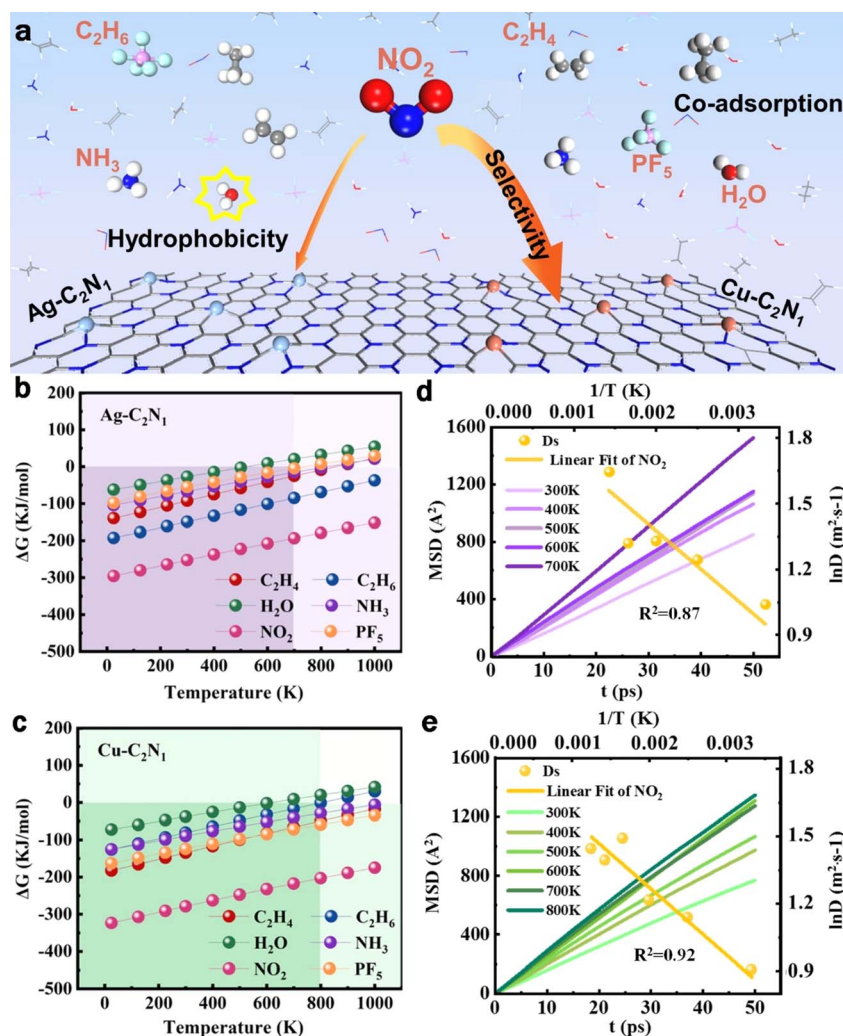 a
C2H6
NO2
C2H4
Co-adsorption
NH3
PF5
H2O
Selectivity
Hydrophobicity
Ag-C2N1
Cu-C2N1
b
200
100
0
-100
-200
-300
-400
-500
ΔG (KJ/mol)
Ag-C2N1
C2H4
C2H6
H2O
NH3
NO2
PF5
0 200 400 600 800 1000
Temperature (K)
d
1/T (K)
0.000 0.001 0.002 0.003
1600
1200
800
400
0
MSD (A²)
Ds
Linear Fit of NO2
300K
400K
500K
600K
700K
R²=0.87
1.8
1.5
1.2
0.9
lnD (m²·s-1)
0 10 20 30 40 50
t (ps)
c
200
100
0
-100
-200
-300
-400
-500
ΔG (KJ/mol)
Cu-C2N1
C2H4
C2H6
H2O
NH3
NO2
PF5
0 200 400 600 800 1000
Temperature (K)
e
1/T (K)
0.000 0.001 0.002 0.003
1600
1200
800
400
0
MSD (A²)
Ds
Linear Fit of NO2
300K
400K
500K
600K
700K
800K
R²=0.92
1.8
1.5
1.2
0.9
lnD (m²·s-1)
0 10 20 30 40 50
t (ps)